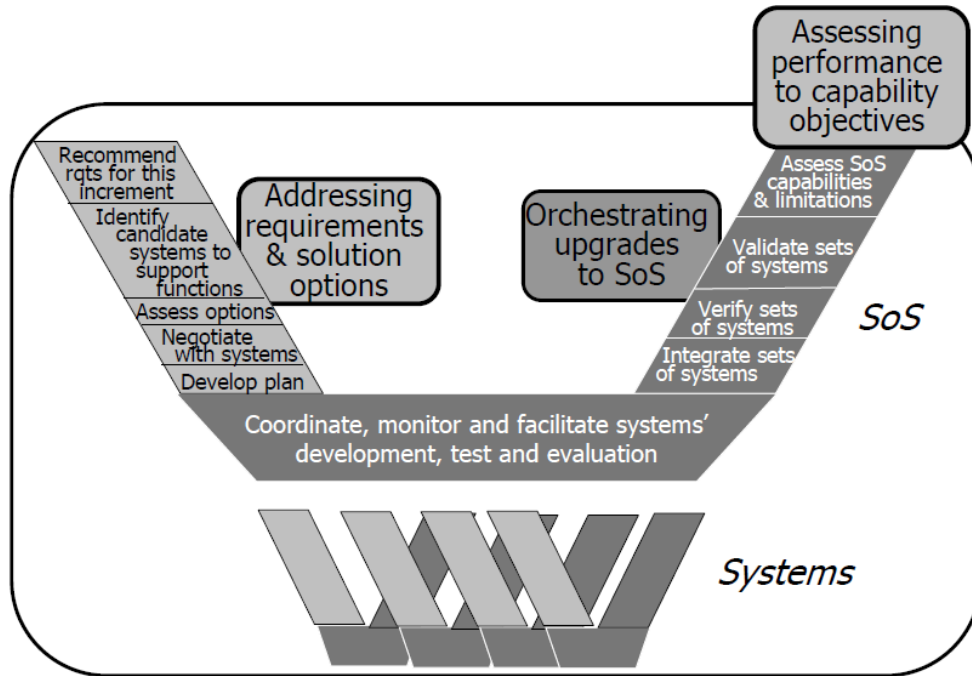 Assessing
performance
to capability
objectives
Recommend
rqts for this
increment
Identify
candidate
systems to
support
functions
Assess options
Negotiate
with systems
Develop plan
Addressing
requirements
& solution
options
Orchestrating
upgrades
to SoS
Assess SoS
capabilities
& limitations
Validate sets
of systems
Verify sets
of systems
Integrate sets
of systems
SoS
Coordinate, monitor and facilitate systems’
development, test and evaluation
Systems